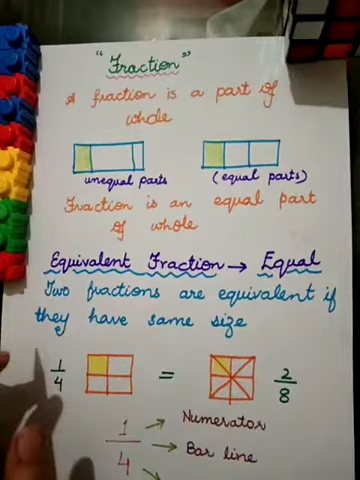 "Fraction"
A fraction is a part of
whole
unequal parts
(equal parts)
Fraction is an equal part
of whole
Equivalent Fraction → Equal
Two fractions are equivalent if
they have same size
1/4 = 2/8
1/4
Numerator
Bar line